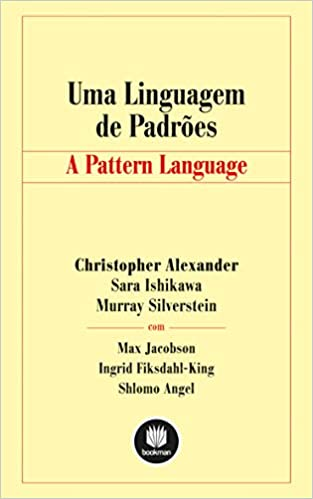 Uma Linguagem
de Padrões
A Pattern Language
Christopher Alexander
Sara Ishikawa
Murray Silverstein
com
Max Jacobson
Ingrid Fiksdahl-King
Shlomo Angel
bookman